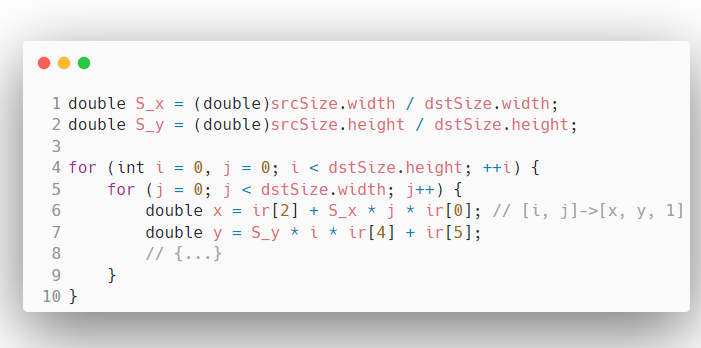 1 double S_x = (double)srcSize.width / dstSize.width;
2 double S_y = (double)srcSize.height / dstSize.height;
3
4 for (int i = 0, j = 0; i < dstSize.height; ++i) {
5     for (j = 0; j < dstSize.width; j++) {
6         double x = ir[2] + S_x * j * ir[0]; // [i, j]->[x, y, 1]
7         double y = S_y * i * ir[4] + ir[5];
8         // {...}
9     }
10 }